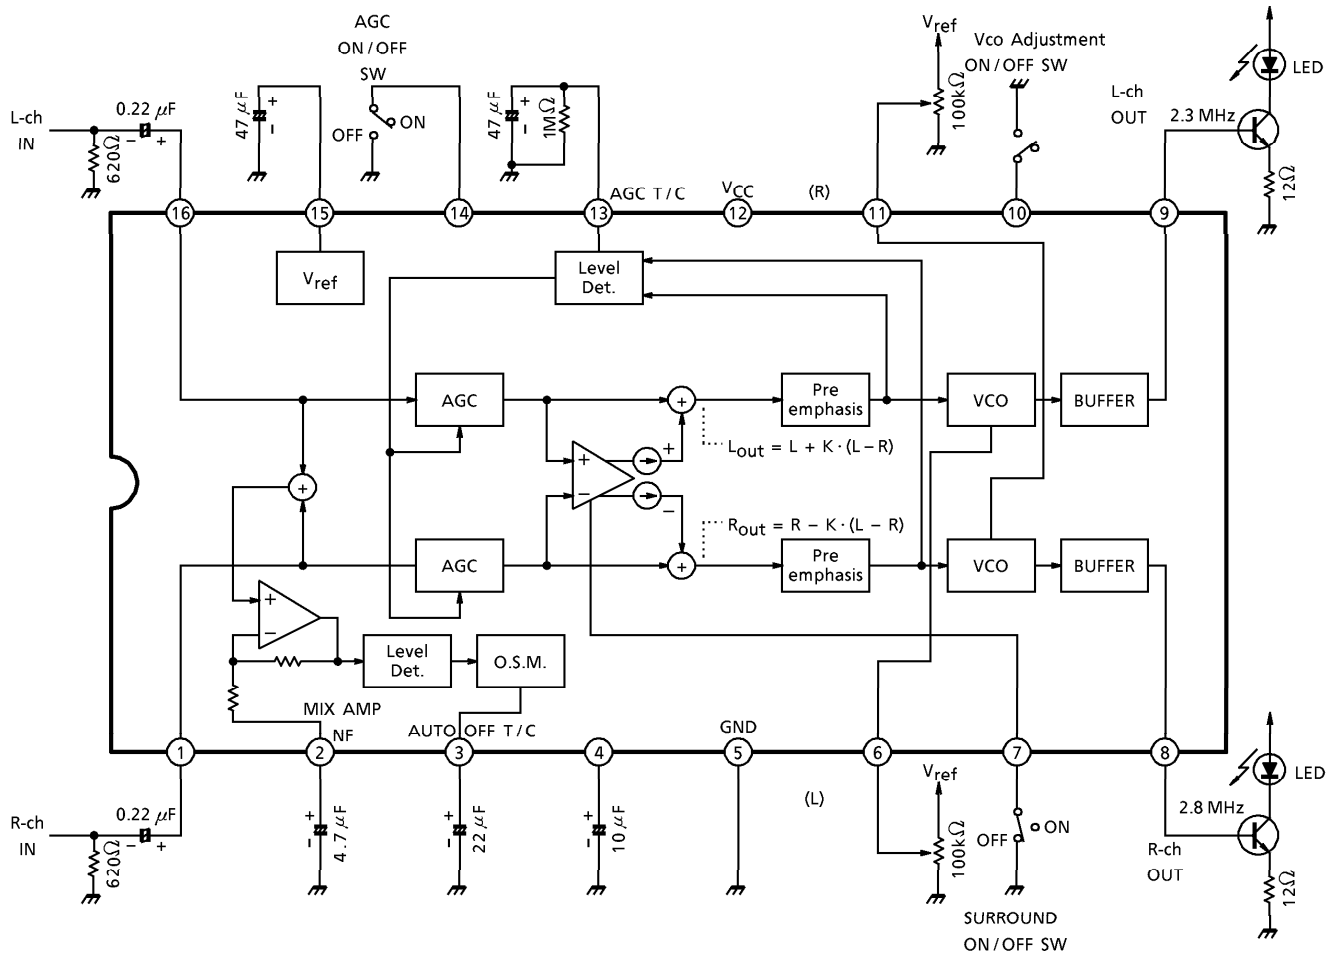 AGC
ON / OFF
SW
Vref
Vco Adjustment
ON / OFF SW
LED
L-ch
IN
0.22 μF
620Ω
47 μF
OFF
ON
47 μF
1MΩ
100kΩ
L-ch
OUT
2.3 MHz
12Ω
AGC T / C
VCC
(R)
16
15
14
13
12
11
10
9
Vref
Level
Det.
AGC
+
Pre
emphasis
VCO
BUFFER
Lout = L + K · (L – R)
+
+
+
–
–
Rout = R – K · (L – R)
AGC
+
Pre
emphasis
VCO
BUFFER
+
–
Level
Det.
O.S.M.
MIX AMP
NF
AUTO OFF T / C
GND
1
2
3
4
5
6
7
8
(L)
Vref
R-ch
IN
0.22 μF
620Ω
4.7 μF
22 μF
10 μF
100kΩ
OFF
ON
SURROUND
ON / OFF SW
R-ch
OUT
2.8 MHz
LED
12Ω